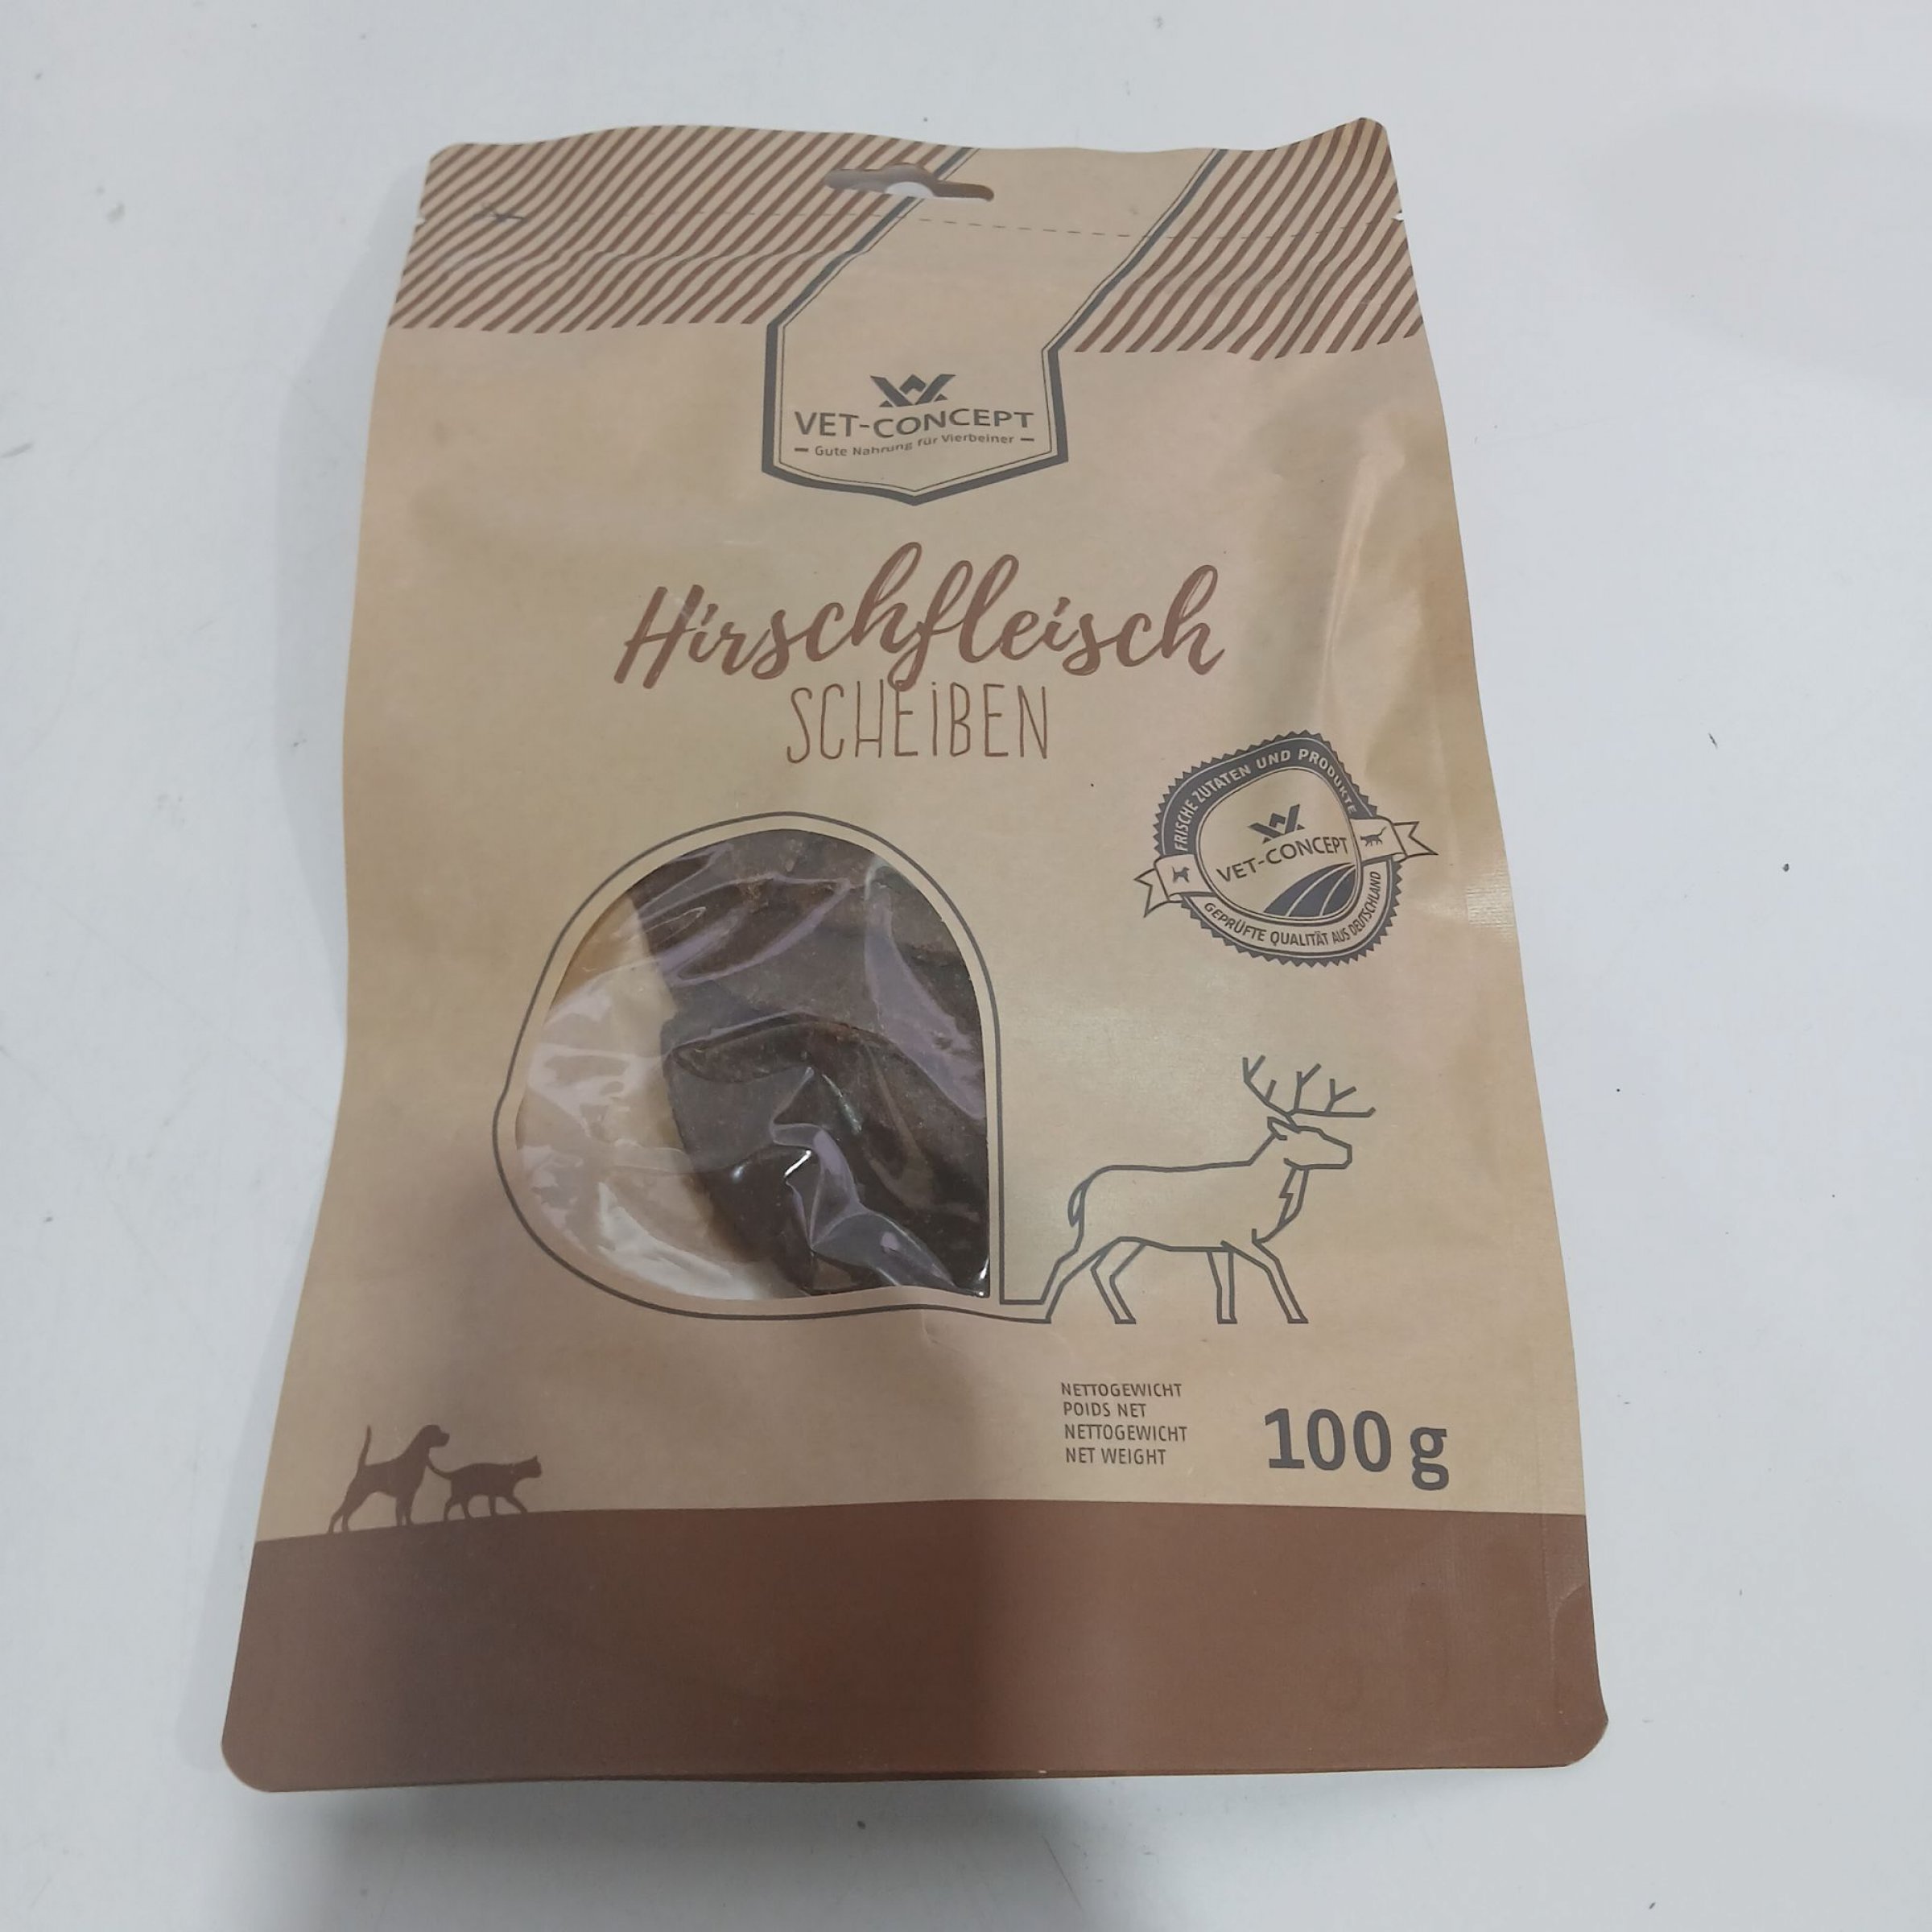 VET-CONCEPT
Gute Nahrung für Vierbeiner
Hirschfleisch
SCHEiBEN
FRISCHE ZUTATEN UND PRODUKTE
VET-CONCEPT
GEPRÜFTE QUALITÄT AUS DEUTSCHLAND
NETTOGEWICHT
POIDS NET
NETTOGEWICHT
NET WEIGHT
100 g